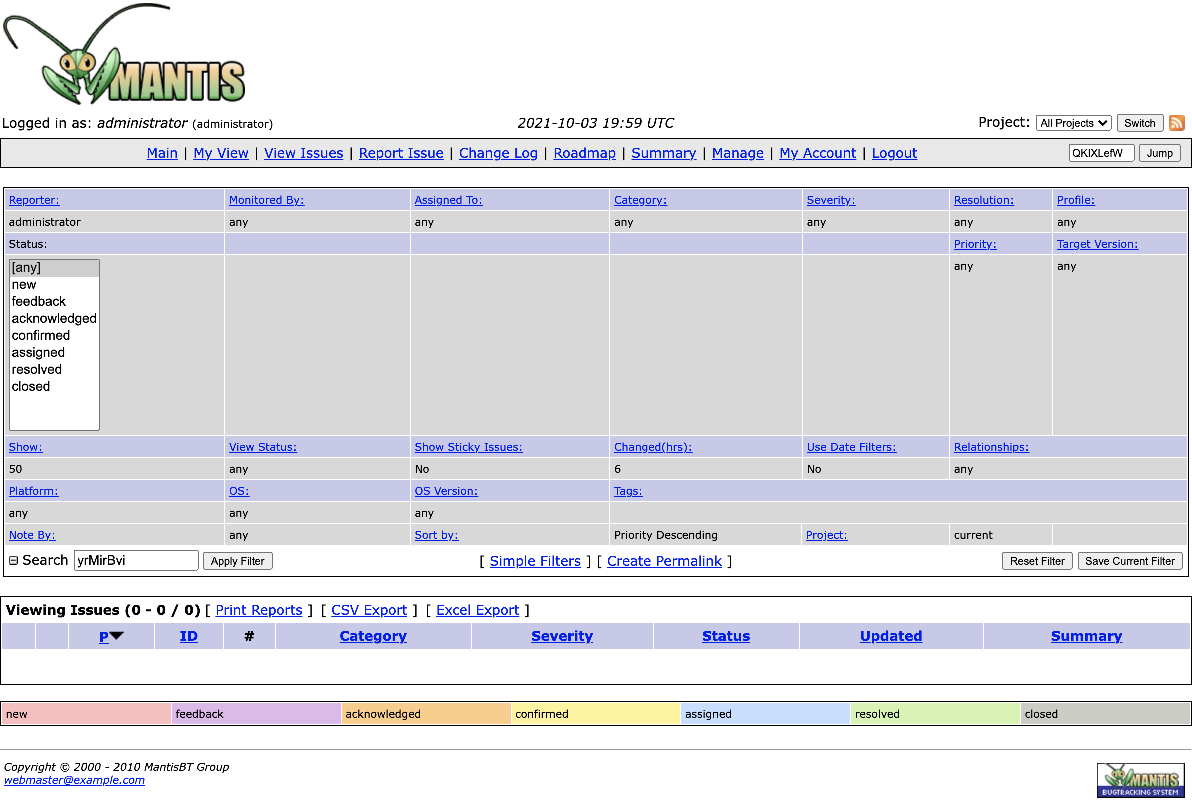 MANTIS
Logged in as: administrator (administrator) 2021-10-03 19:59 UTC Project: All Projects Switch
Main | My View | View Issues | Report Issue | Change Log | Roadmap | Summary | Manage | My Account | Logout QKIXLefW Jump
Reporter: Monitored By: Assigned To: Category: Severity: Resolution: Profile:
administrator any any any any any any
Status: Priority: Target Version:
[any] any any
new
feedback
acknowledged
confirmed
assigned
resolved
closed
Show: View Status: Show Sticky Issues: Changed(hrs): Use Date Filters: Relationships:
50 any No 6 No any
Platform: OS: OS Version: Tags:
any any any
Note By: any Sort by: Priority Descending Project: current
Search yrMirBvi Apply Filter [ Simple Filters ] [ Create Permalink ] Reset Filter Save Current Filter
Viewing Issues (0 - 0 / 0) [ Print Reports ] [ CSV Export ] [ Excel Export ]
P ID # Category Severity Status Updated Summary
new feedback acknowledged confirmed assigned resolved closed
Copyright © 2000 - 2010 MantisBT Group
webmaster@example.com
MANTIS
BUGTRACKING SYSTEM